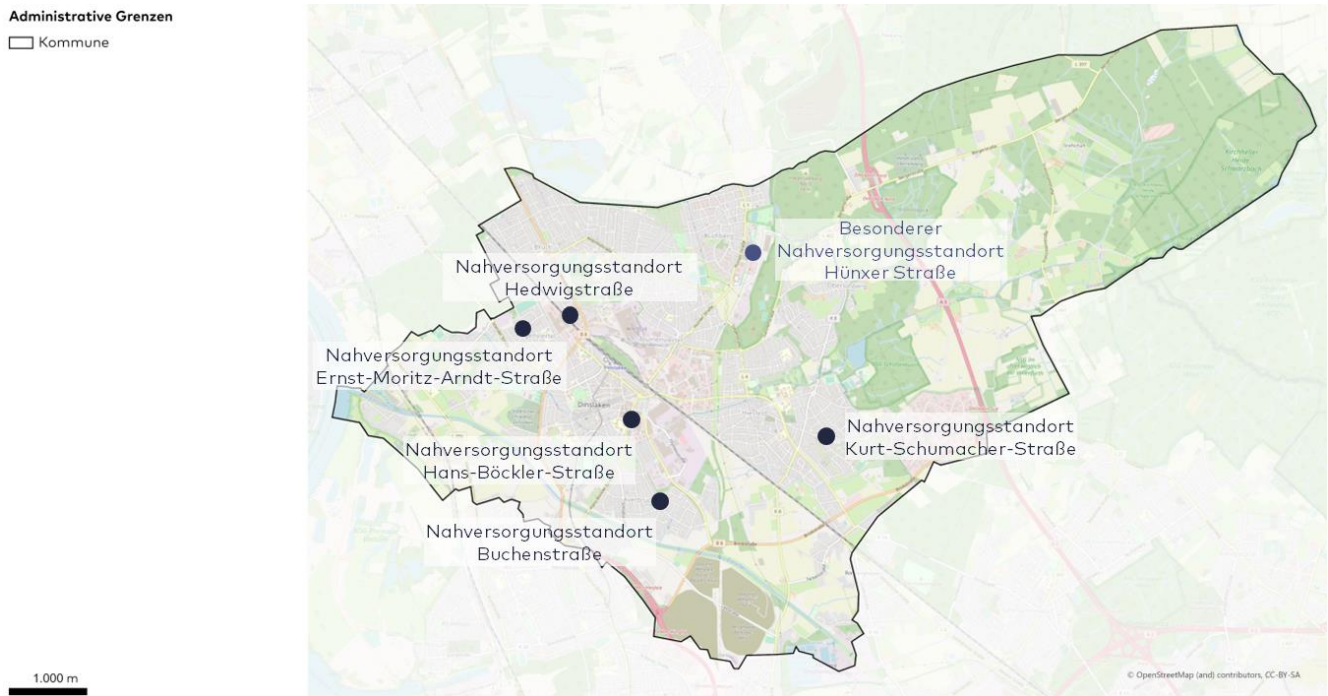 Administrative Grenzen
Kommune
Besonderer
Nahversorgungsstandort
Hünxer Straße
Nahversorgungsstandort
Hedwigstraße
Nahversorgungsstandort
Ernst-Moritz-Arndt-Straße
Dinslaken
Nahversorgungsstandort
Hans-Böckler-Straße
Nahversorgungsstandort
Kurt-Schumacher-Straße
Nahversorgungsstandort
Buchenstraße
1.000 m
© OpenStreetMap (and) contributors, CC-BY-SA